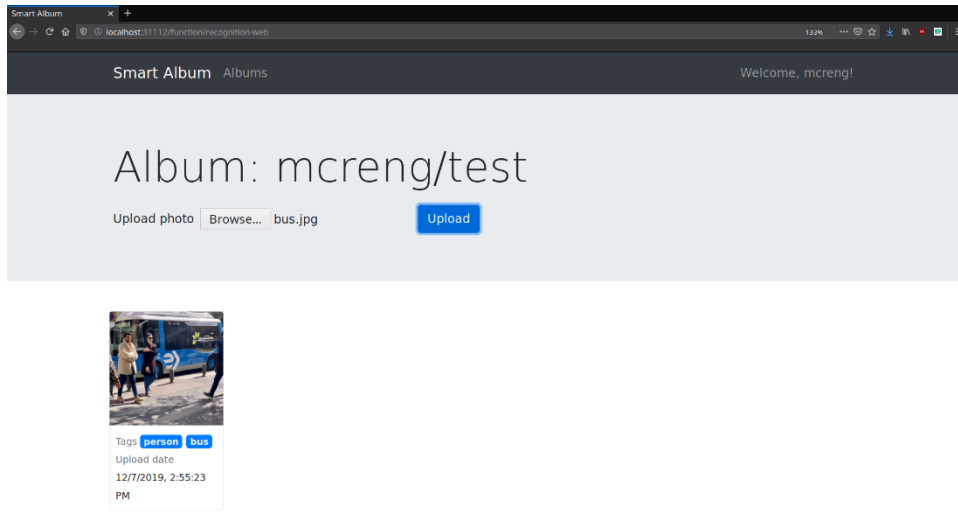 Smart Album
localhost:31112/function/recognition-web
133%
Smart Album Albums Welcome, mcreng!
Album: mcreng/test
Upload photo Browse... bus.jpg Upload
Tags person bus
Upload date
12/7/2019, 2:55:23
PM